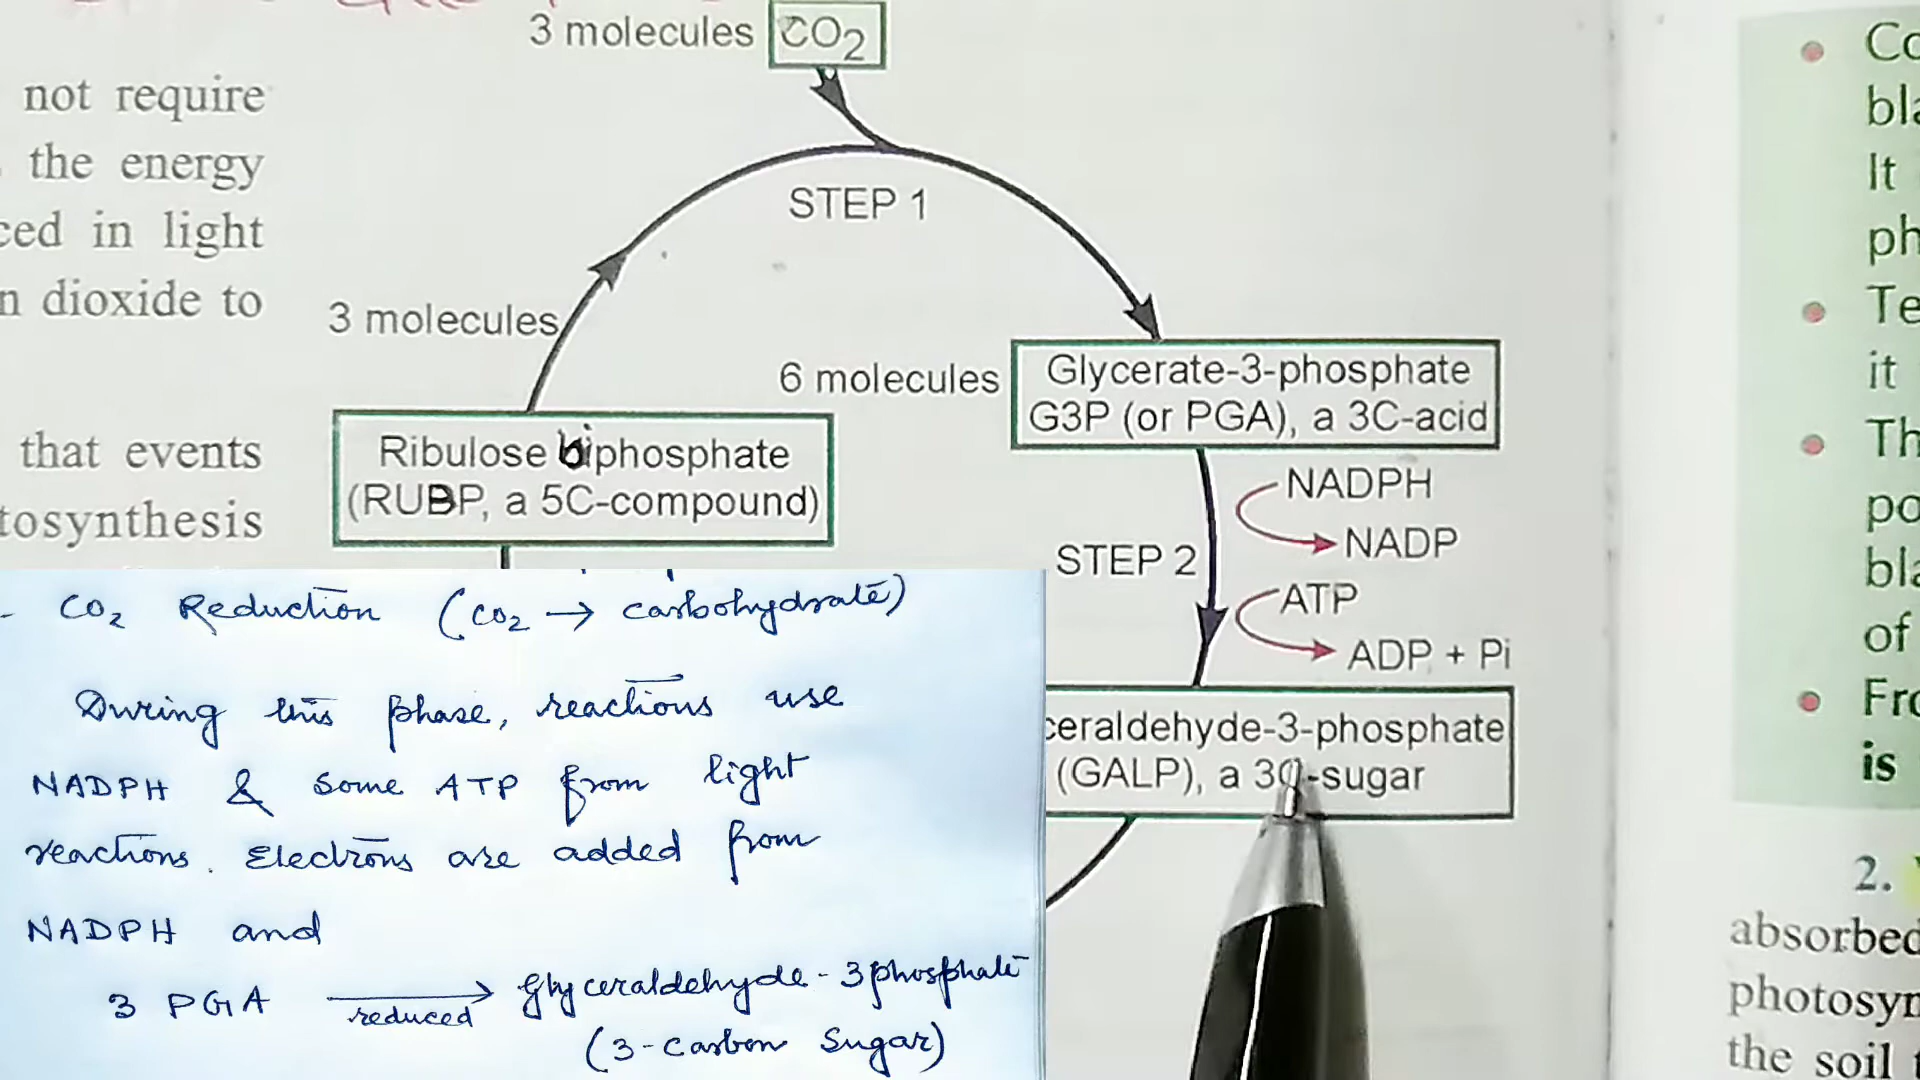 3 molecules CO2
not require
the energy
ced in light
n dioxide to
that events
tosynthesis
STEP 1
3 molecules
6 molecules
Glycerate-3-phosphate
G3P (or PGA), a 3C-acid
Ribulose biphosphate
(RUBP, a 5C-compound)
NADPH
NADP
STEP 2
ATP
ADP + Pi
ceraldehyde-3-phosphate
(GALP), a 3C-sugar
- CO2 Reduction (CO2 → carbohydrate)
During this phase, reactions use
NADPH & some ATP from light
reactions. Electrons are added from
NADPH and
3 PGA → reduced glyceraldehyde-3phosphate
(3-carbon sugar)
Co
bla
It
ph
Te
it
Th
po
bla
of
Fro
is
2.
absorbed
photosyn
the soil t